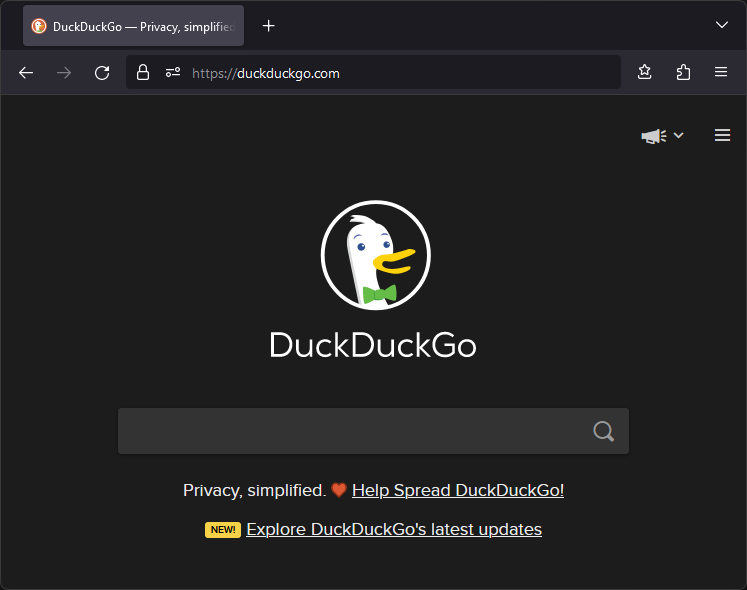 DuckDuckGo — Privacy, simplified
https://duckduckgo.com
DuckDuckGo
Privacy, simplified. Help Spread DuckDuckGo!
NEW! Explore DuckDuckGo's latest updates